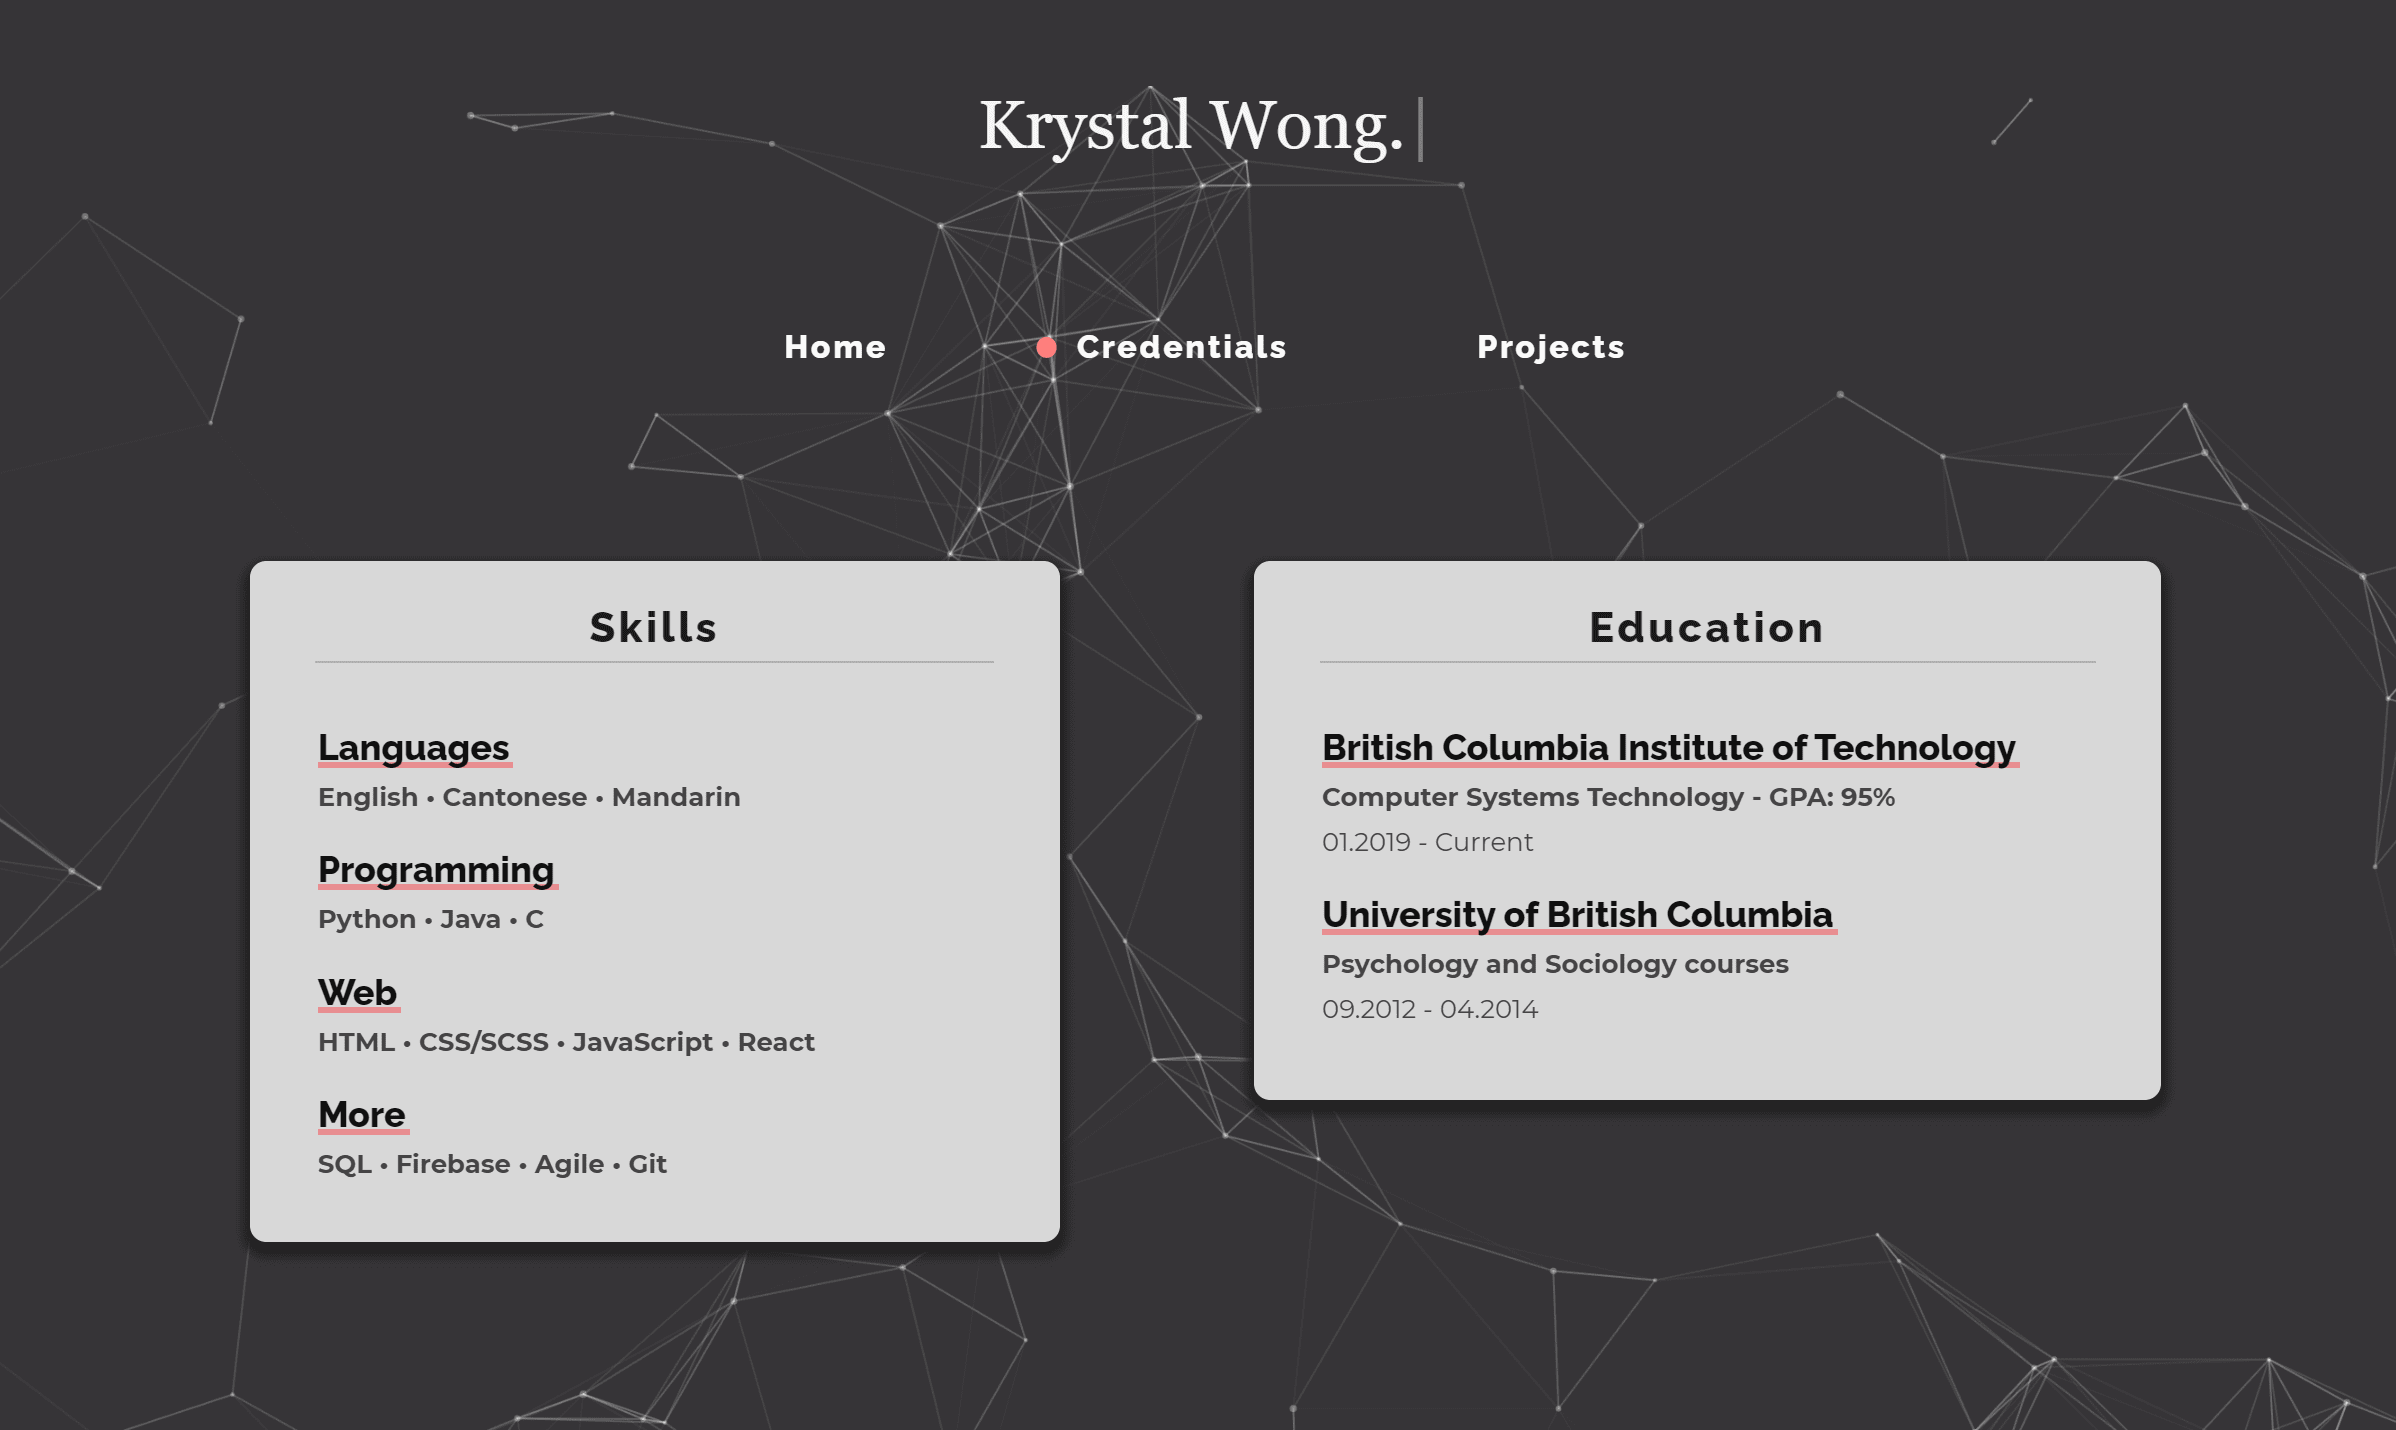 Krystal Wong.
Home Credentials Projects
Skills
Languages
English • Cantonese • Mandarin
Programming
Python • Java • C
Web
HTML • CSS/SCSS • JavaScript • React
More
SQL • Firebase • Agile • Git
Education
British Columbia Institute of Technology
Computer Systems Technology - GPA: 95%
01.2019 - Current
University of British Columbia
Psychology and Sociology courses
09.2012 - 04.2014